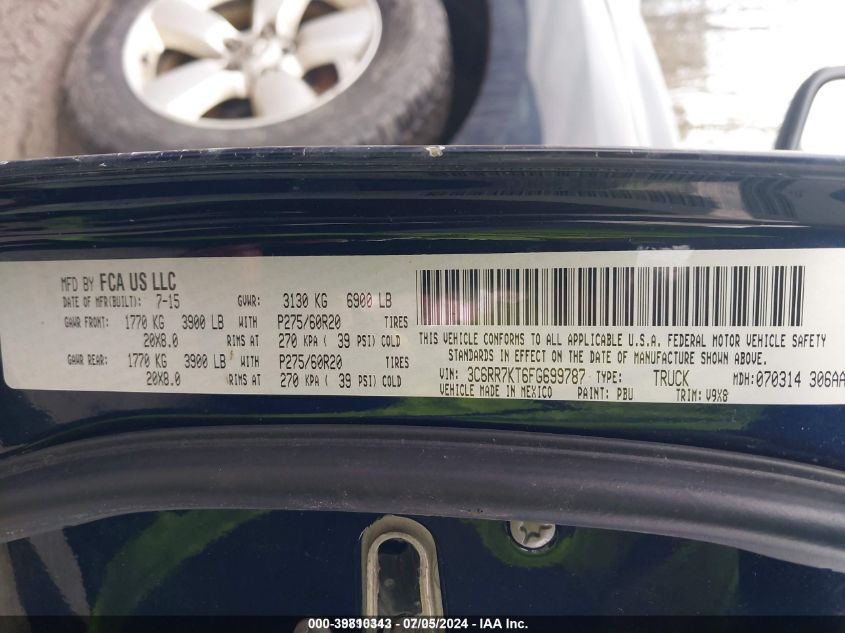 MFD BY FCA US LLC
DATE OF MFR(BUILT): 7-15 GVWR: 3130 KG 6900 LB
GAWR FRONT: 1770 KG 3900 LB WITH P275/60R20 TIRES
20X8.0 RIMS AT 270 KPA ( 39 PSI) COLD
GAWR REAR: 1770 KG 3900 LB WITH P275/60R20 TIRES
20X8.0 RIMS AT 270 KPA ( 39 PSI) COLD
THIS VEHICLE CONFORMS TO ALL APPLICABLE U.S.A. FEDERAL MOTOR VEHICLE SAFETY
STANDARDS IN EFFECT ON THE DATE OF MANUFACTURE SHOWN ABOVE.
VIN: 3C6RR7KT6FG699787 TYPE: TRUCK MDH:070314 306AA
VEHICLE MADE IN MEXICO PAINT: PBU TRIM: V9X8
000-39810343 - 07/05/2024 - IAA Inc.